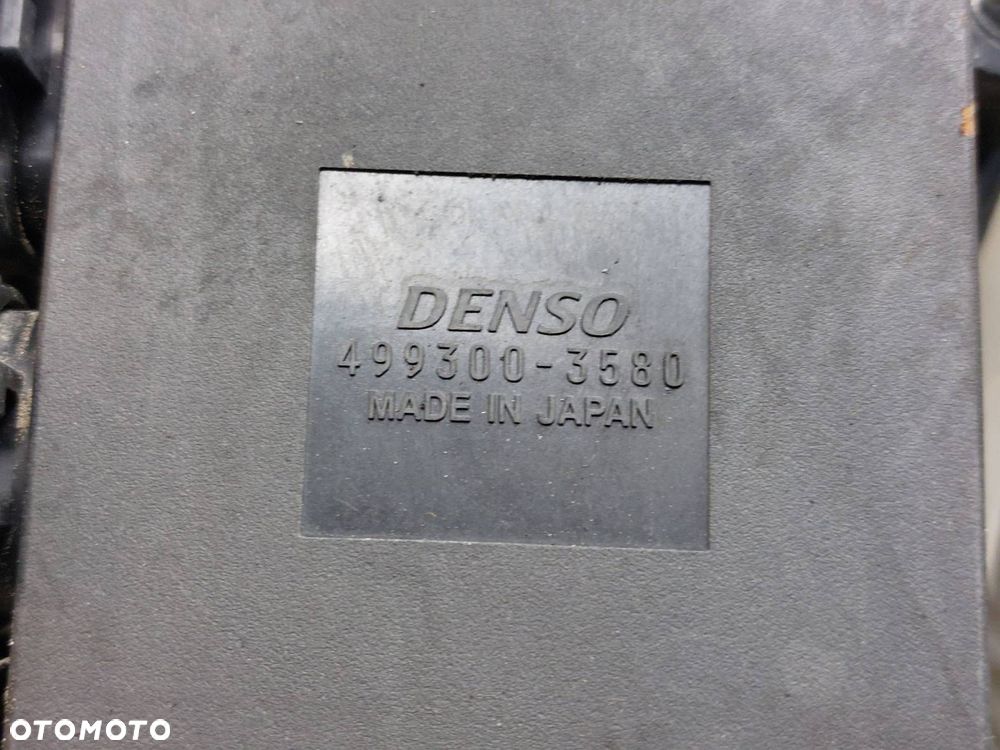 DENSO
499300-3580
MADE IN JAPAN
OTOMOTO